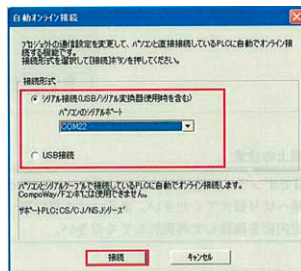 自動オンライン接続
プロジェクトの通信設定を変更して、パソコンと直接接続しているPLCに自動でオンライン接
続する機能です。
接続形式を選択して[接続]ボタンを押してください。
接続形式
シリアル接続(USB/シリアル変換器使用時を含む)
パソコンのシリアルポート
COM22
USB接続
パソコンとシリアルケーブルで接続しているPLCに自動でオンライン接続します。
CompoWay/Fエンドには使用できません。
サポートPLC:CS/CJ/NSJシリーズ
接続
キャンセル